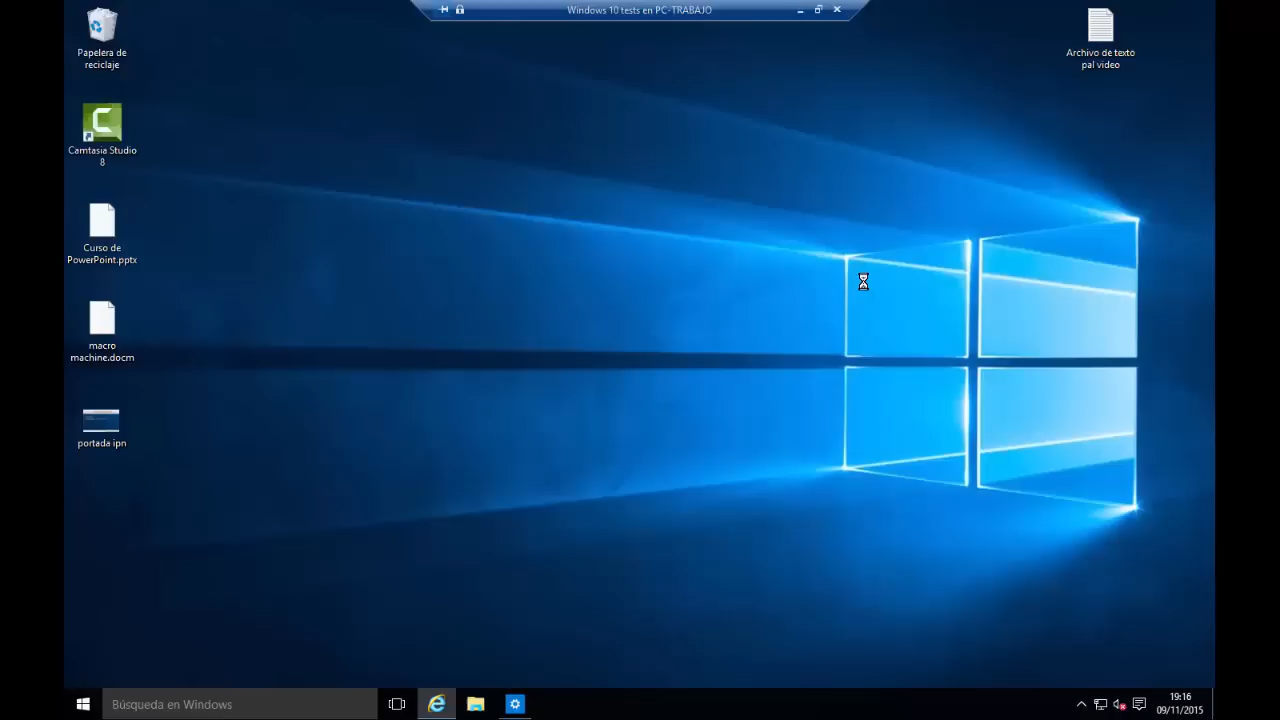 Windows 10 tests en PC-TRABAJO
Papelera de
reciclaje
Archivo de texto
pal video
Camtasia Studio
8
Curso de
PowerPoint.pptx
macro
machine.docm
portada ipn
Búsqueda en Windows
19:16
09/11/2015